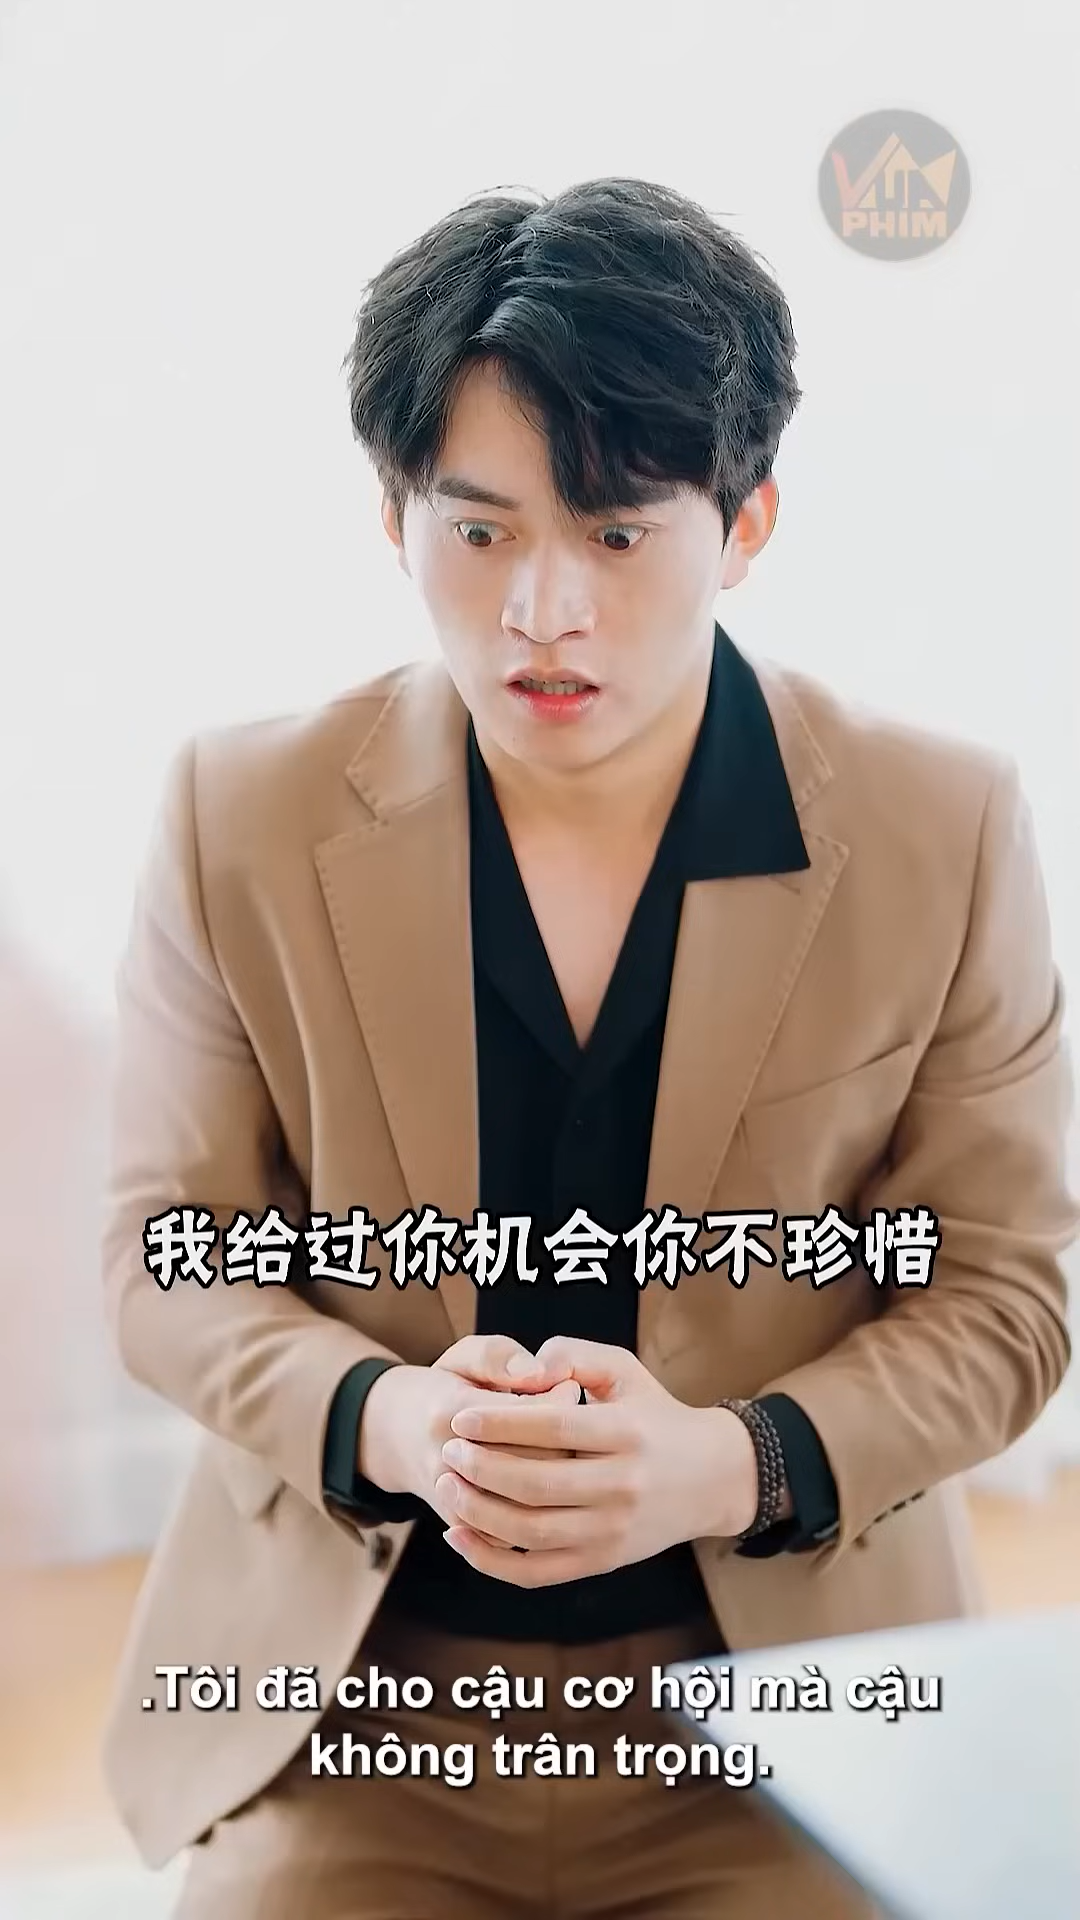 VUA
PHIM
我给过你机会你不珍惜
.Tôi đã cho cậu cơ hội mà cậu
không trân trọng.